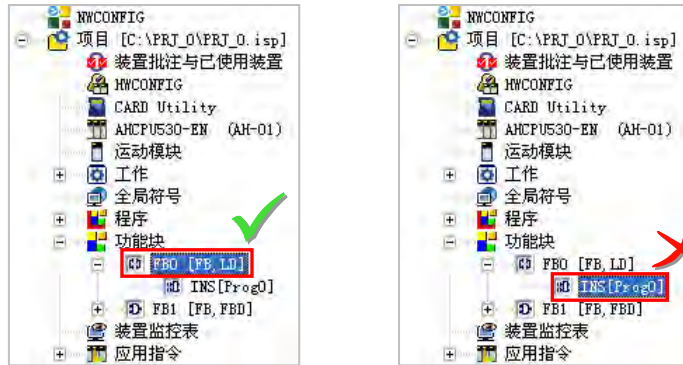 NWCONFIG
项目 [C:\PRJ_0\PRJ_0.isp]
装置批注与已使用装置
HWCONFIG
CARD Utility
AHCPU530-EN (AH-01)
运动模块
工作
全局符号
程序
功能块
FB0 [FB,LD]
INS[Prog0]
FB1 [FB,FBD]
装置监控表
应用指令
NWCONFIG
项目 [C:\PRJ_0\PRJ_0.isp]
装置批注与已使用装置
HWCONFIG
CARD Utility
AHCPU530-EN (AH-01)
运动模块
工作
全局符号
程序
功能块
FB0 [FB,LD]
INS[Prog0]
FB1 [FB,FBD]
装置监控表
应用指令